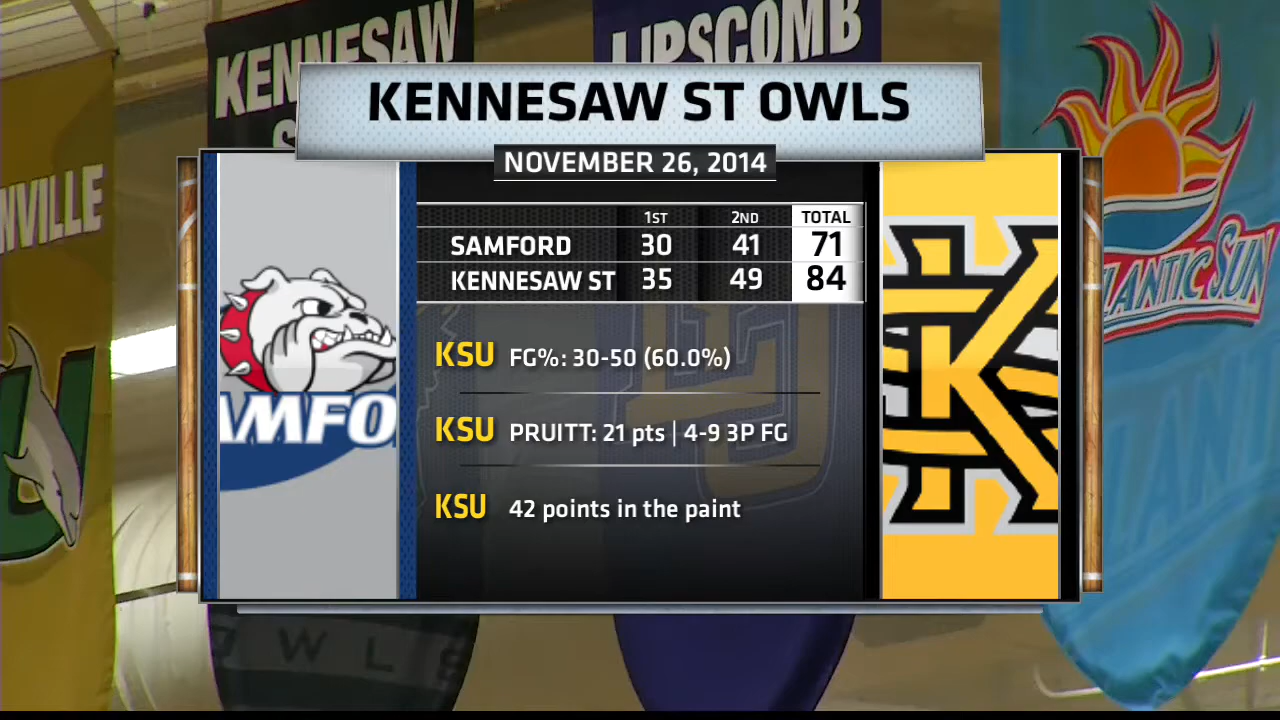 KENNESAW
LIPSCOMB
NVILLE
KENNESAW ST OWLS
NOVEMBER 26, 2014
1ST 2ND TOTAL
SAMFORD 30 41 71
KENNESAW ST 35 49 84
KSU FG%: 30-50 (60.0%)
KSU PRUITT: 21 pts | 4-9 3P FG
KSU 42 points in the paint
AMFO
LANTIC SUN
OWLS